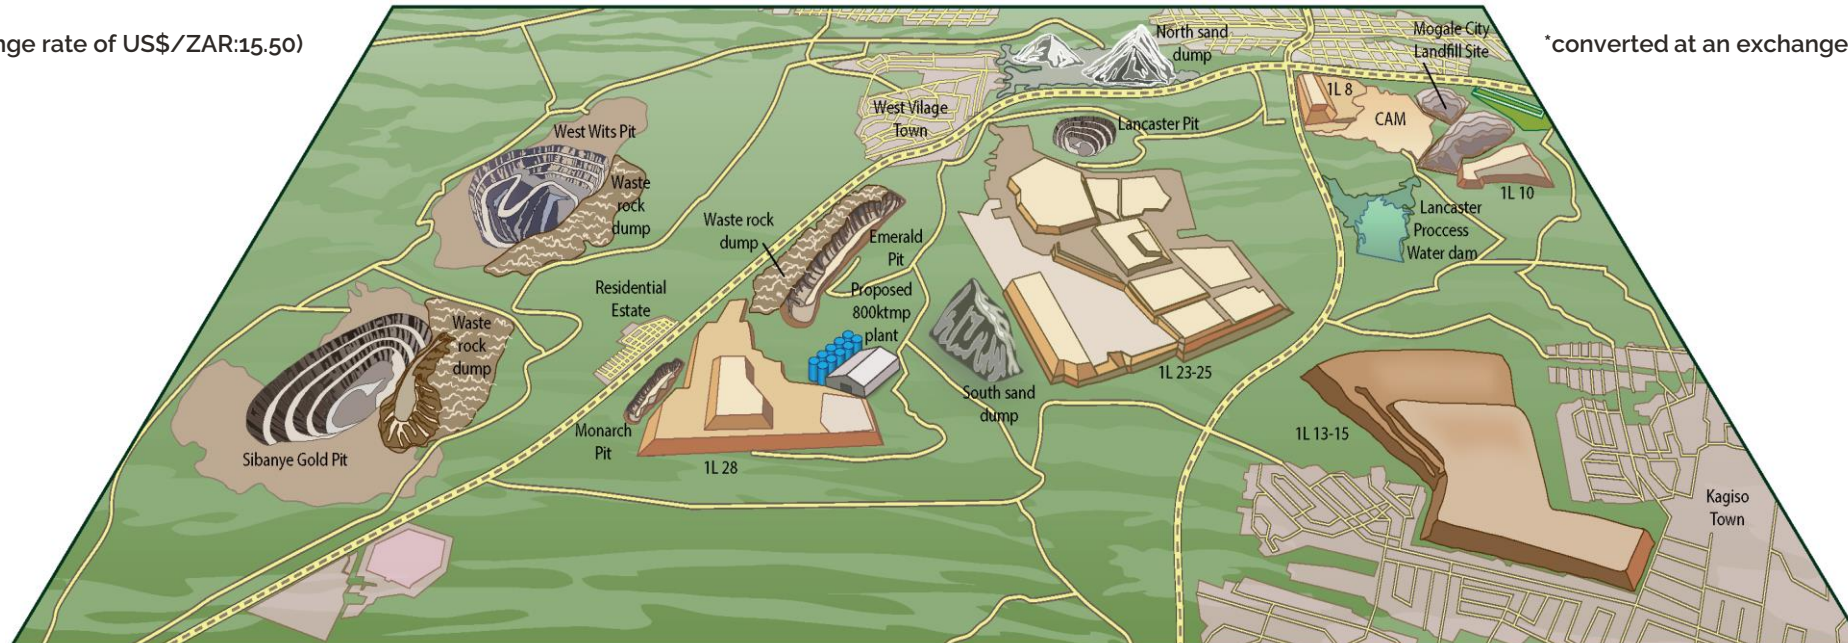 nge rate of US$/ZAR:15.50)
*converted at an exchange
North sand
dump
Mogale City
Landfill Site
1L 8
CAM
West Vilage
Town
Lancaster Pit
West Wits Pit
Waste
rock
dump
1L 10
Lancaster
Proccess
Water dam
Waste rock
dump
Emerald
Pit
Residential
Estate
Proposed
800ktmp
plant
Waste
rock
dump
1L 23-25
South sand
dump
Monarch
Pit
1L 28
Sibanye Gold Pit
1L 13-15
Kagiso
Town